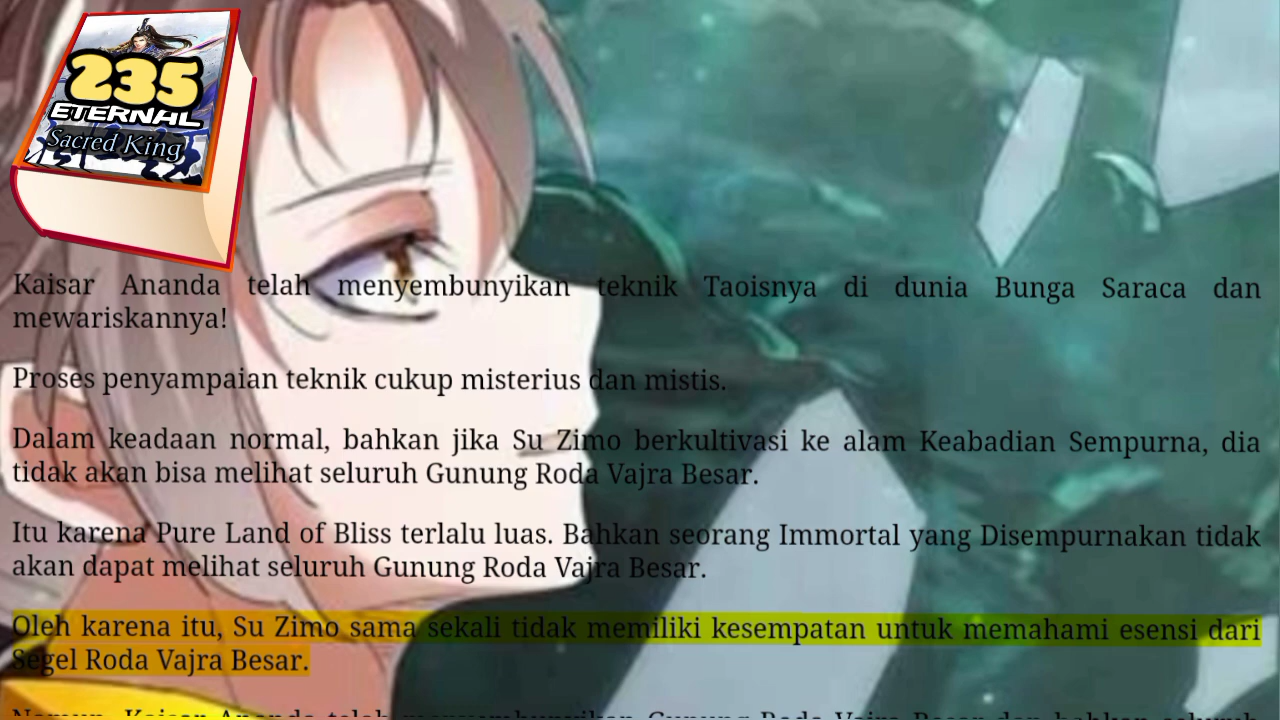 235
ETERNAL
Sacred King
Kaisar Ananda telah menyembunyikan teknik Taoisnya di dunia Bunga Saraca dan
mewariskannya!
Proses penyampaian teknik cukup misterius dan mistis.
Dalam keadaan normal, bahkan jika Su Zimo berkultivasi ke alam Keabadian Sempurna, dia
tidak akan bisa melihat seluruh Gunung Roda Vajra Besar.
Itu karena Pure Land of Bliss terlalu luas. Bahkan seorang Immortal yang Disempurnakan tidak
akan dapat melihat seluruh Gunung Roda Vajra Besar.
Oleh karena itu, Su Zimo sama sekali tidak memiliki kesempatan untuk memahami esensi dari
Segel Roda Vajra Besar.